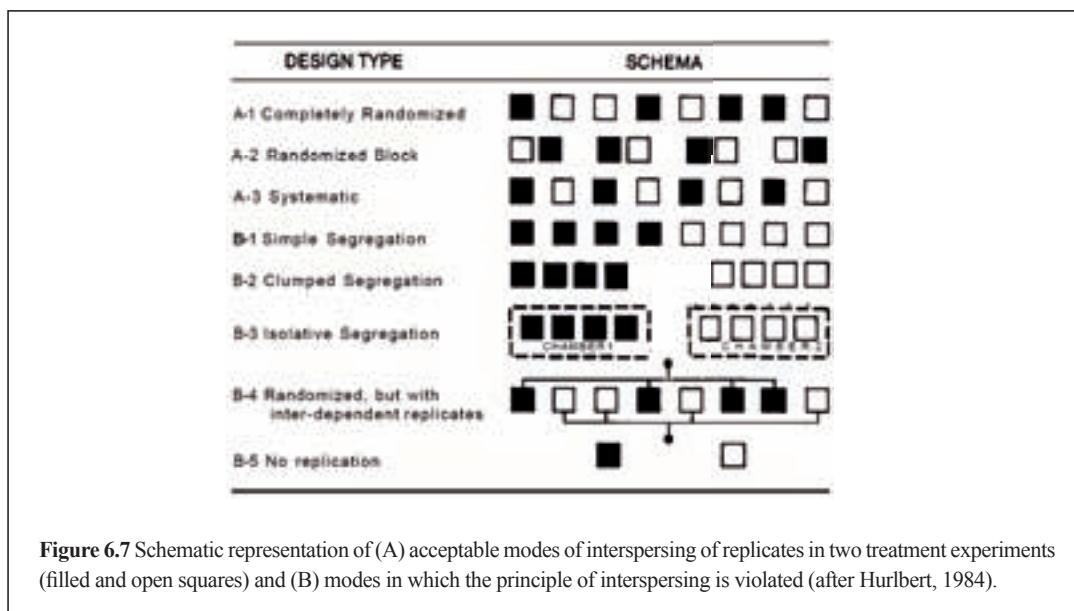 DESIGN TYPE SCHEMA
A-1 Completely Randomized
A-2 Randomized Block
A-3 Systematic
B-1 Simple Segregation
B-2 Clumped Segregation
B-3 Isolative Segregation
CHAMBER 1 CHAMBER 2
B-4 Randomized, but with
inter-dependent replicates
B-5 No replication
Figure 6.7 Schematic representation of (A) acceptable modes of interspersing of replicates in two treatment experiments
(filled and open squares) and (B) modes in which the principle of interspersing is violated (after Hurlbert, 1984).